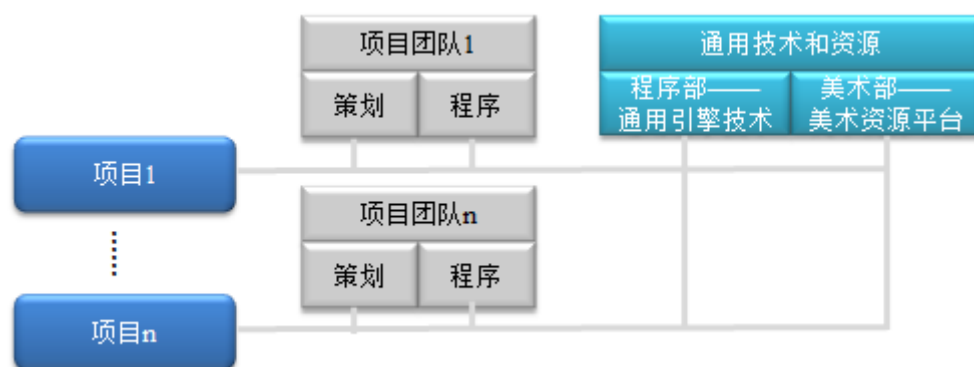 项目团队1
通用技术和资源
策划
程序
程序部——
通用引擎技术
美术部——
美术资源平台
项目1
项目团队n
策划
程序
项目n